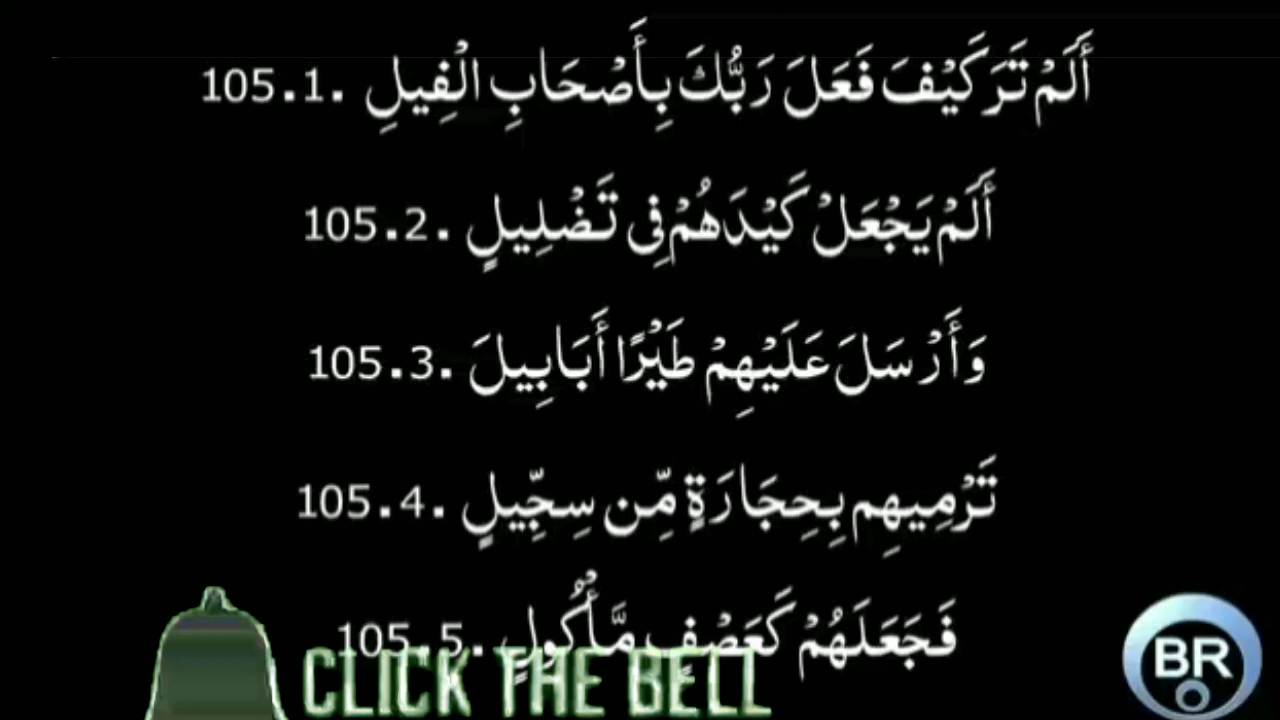 105.1. أَلَمْ تَرَ كَيْفَ فَعَلَ رَبُّكَ بِأَصْحَابِ الْفِيلِ
105.2. أَلَمْ يَجْعَلْ كَيْدَهُمْ فِى تَضْلِيلٍ
105.3. وَأَرْسَلَ عَلَيْهِمْ طَيْرًا أَبَابِيلَ
105.4. تَرْمِيهِم بِحِجَارَةٍ مِّن سِجِّيلٍ
105.5. فَجَعَلَهُمْ كَعَصْفٍ مَّأْكُولٍ
CLICK THE BELL
BR